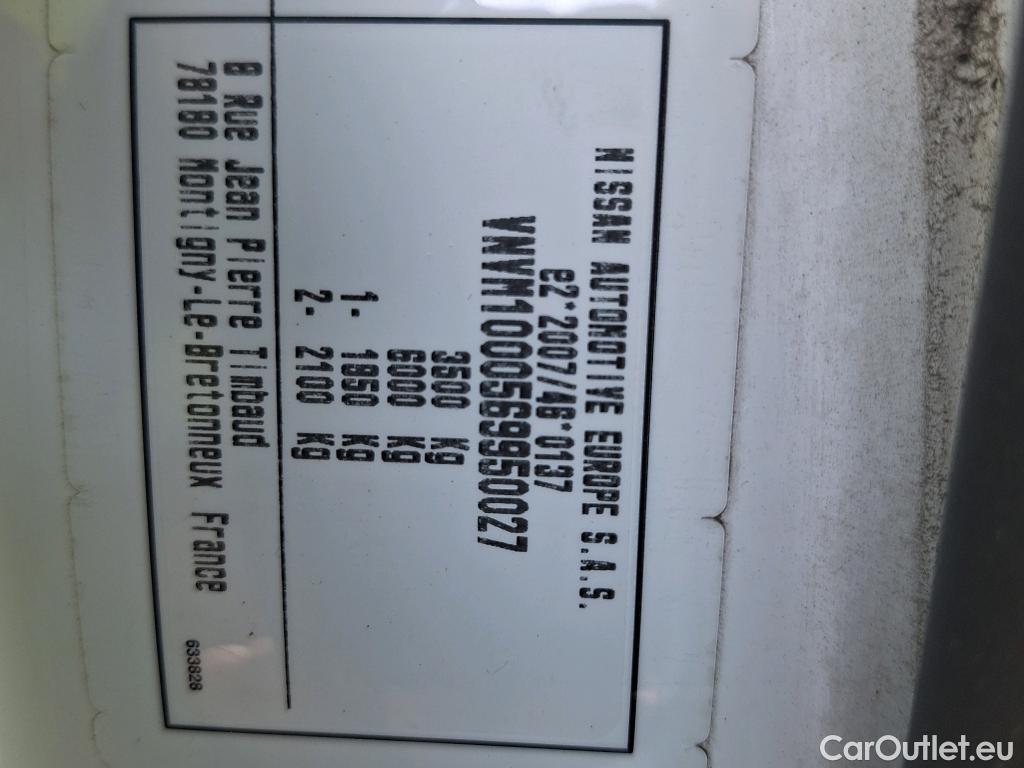 NISSAN AUTOMOTIVE EUROPE S.A.S.
e2*2007/46*0137
VNVM1000569950027
3500 kg
6000 kg
1- 1850 kg
2- 2100 kg
8 Rue Jean Pierre Timbaud
78180 Montigny-Le-Bretonneux France
633828
CarOutlet.eu